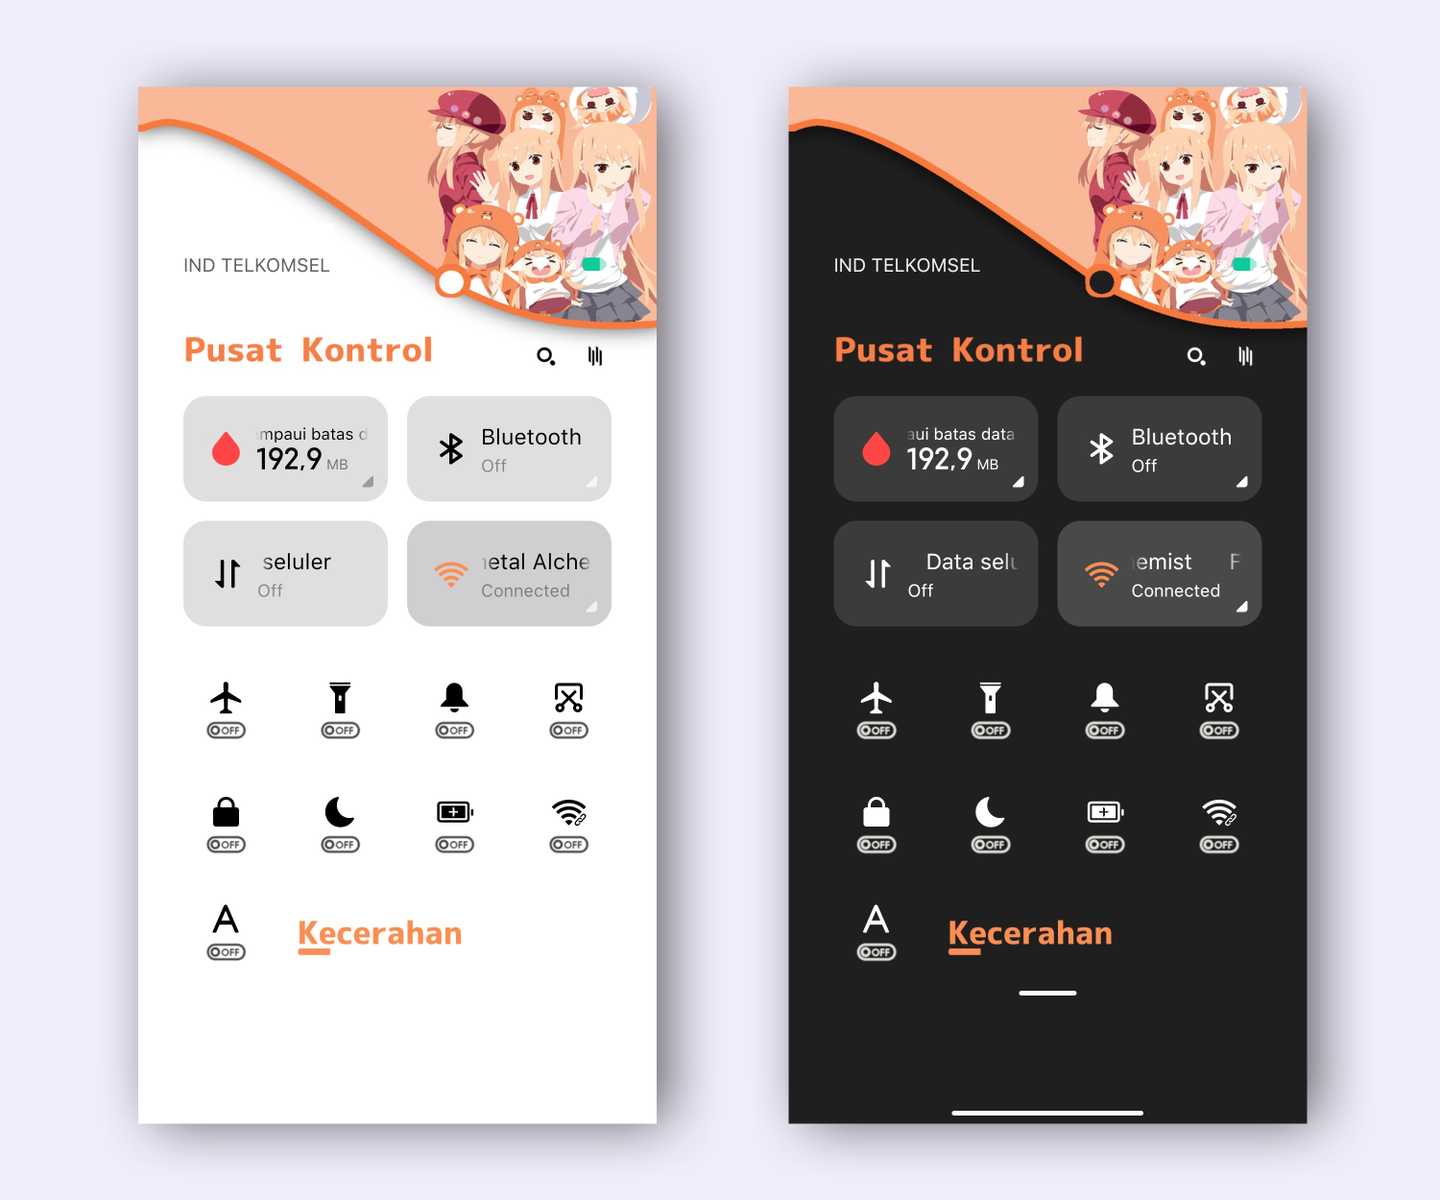 IND TELKOMSEL
Pusat Kontrol
mpaui batas d
192,9 MB
Bluetooth
Off
seluler
Off
etal Alche
Connected
OFF OFF OFF OFF
OFF OFF OFF OFF
A
OFF
Kecerahan
IND TELKOMSEL
Pusat Kontrol
aui batas data
192,9 MB
Bluetooth
Off
Data selu
Off
emist F
Connected
OFF OFF OFF OFF
OFF OFF OFF OFF
A
OFF
Kecerahan